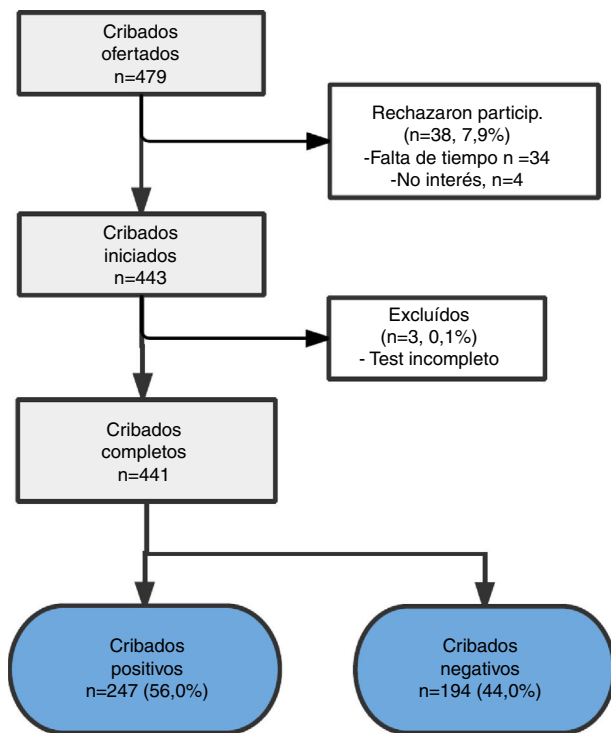 Cribados
ofertados
n=479
Rechazaron particip.
(n=38, 7,9%)
-Falta de tiempo n =34
-No interés, n=4
Cribados
iniciados
n=443
Excluídos
(n=3, 0,1%)
- Test incompleto
Cribados
completos
n=441
Cribados
positivos
n=247 (56,0%)
Cribados
negativos
n=194 (44,0%)